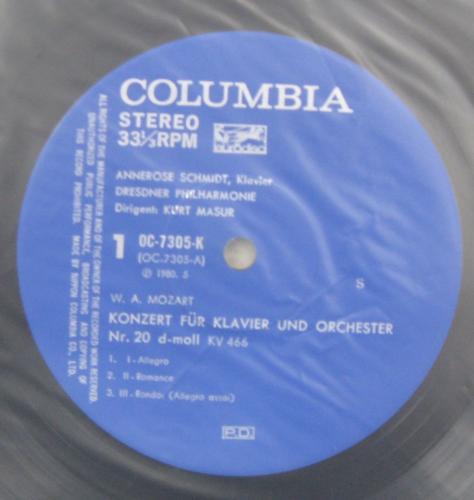 COLUMBIA
STEREO
33⅓RPM
eurodisc
ANNEROSE SCHMIDT, Klavier
DRESDNER PHILHARMONIE
Dirigent: KURT MASUR
1
OC-7305-K
(OC-7305-A)
℗ 1980. 5
S
W. A. MOZART
KONZERT FÜR KLAVIER UND ORCHESTER
Nr. 20 d-moll KV 466
1. I-Allegro
2. II-Romance
3. III-Rondo: (Allegro assai)
P.D.
ALL RIGHTS OF THE MANUFACTURER AND OF THE OWNER OF THE RECORDED WORK RESERVED.
UNAUTHORIZED PUBLIC PERFORMANCE, BROADCASTING AND COPYING OF
THIS RECORD PROHIBITED. MADE BY NIPPON COLUMBIA CO., LTD.